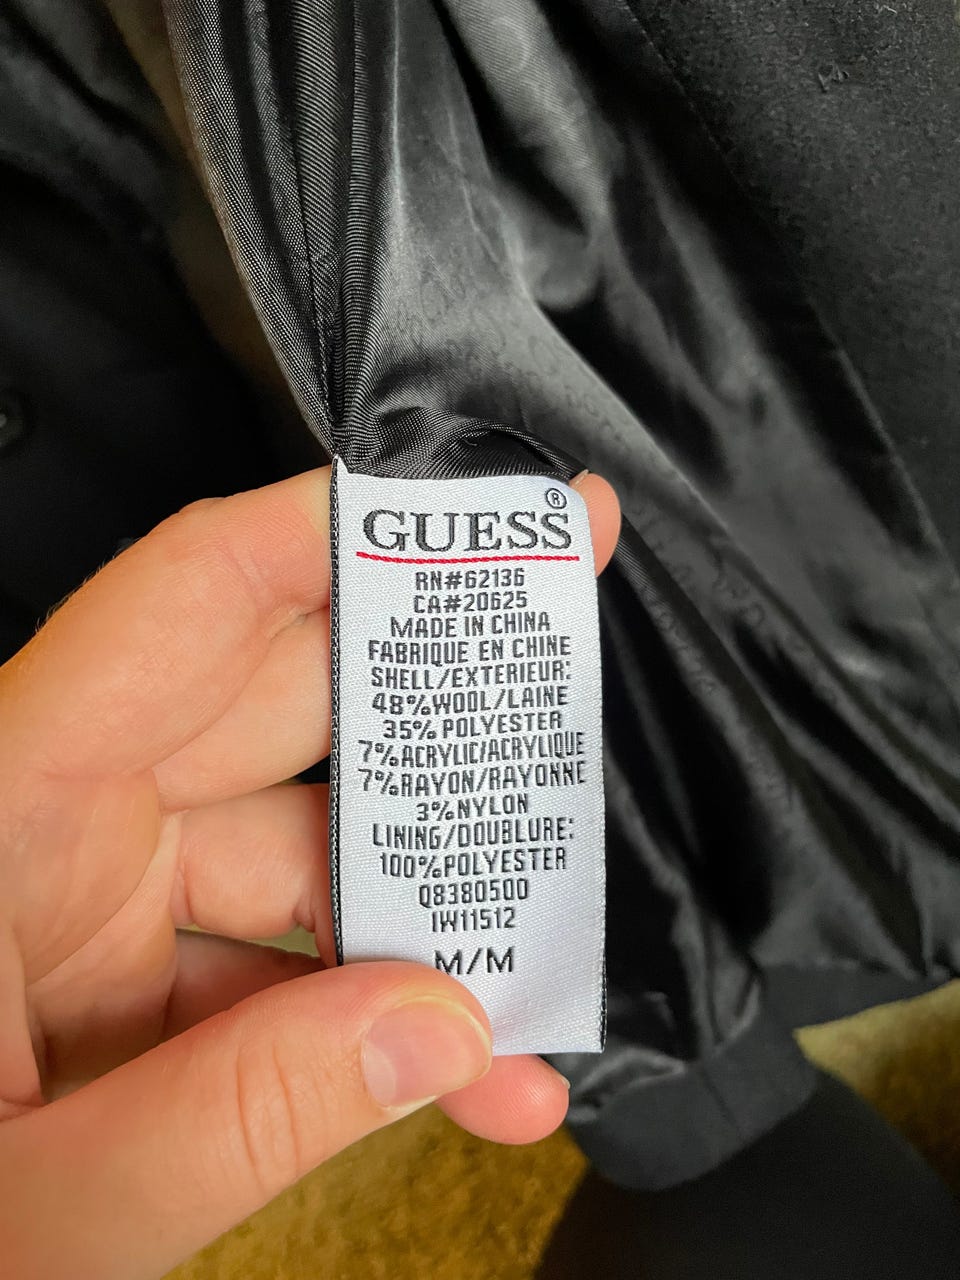 GUESS®
RN#62136
CA#20625
MADE IN CHINA
FABRIQUE EN CHINE
SHELL/EXTERIEUR:
48%WOOL/LAINE
35% POLYESTER
7%ACRYLIC/ACRYLIQUE
7%RAYON/RAYONNE
3%NYLON
LINING/DOUBLURE:
100%POLYESTER
Q8380500
IW11512
M/M